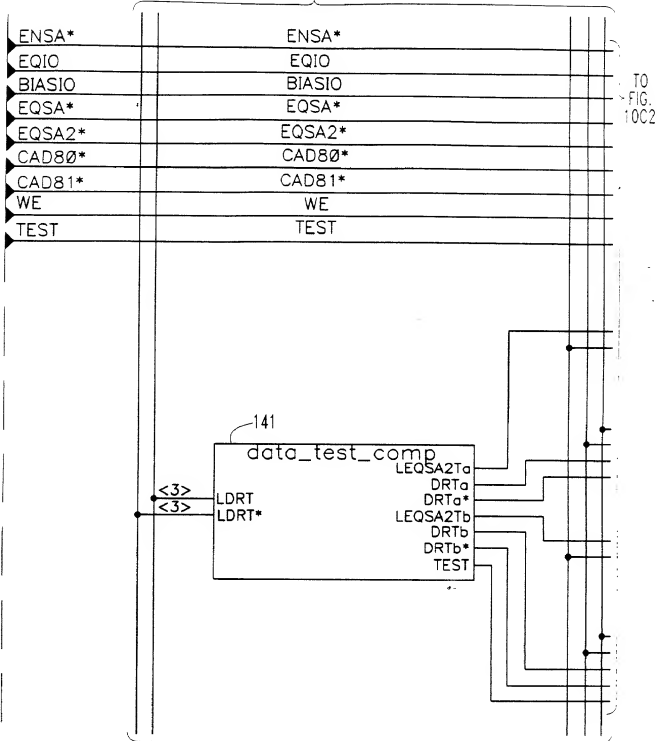 ENSA* ENSA*
EQIO EQIO
BIASIO BIASIO
EQSA* EQSA*
EQSA2* EQSA2*
CAD80* CAD80*
CAD81* CAD81*
WE WE
TEST TEST
TO
FIG.
10C2
141
data_test_comp
LEQSA2Ta
DRTa
<3> LDRT DRTa*
<3> LDRT* LEQSA2Tb
DRTb
DRTb*
TEST